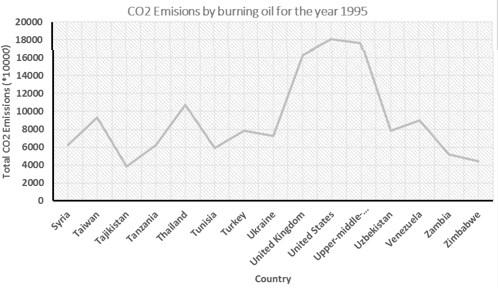 CO2 Emisions by burning oil for the year 1995
Total CO2 Emissions (*10000)
20000
18000
16000
14000
12000
10000
8000
6000
4000
2000
0
Syria
Taiwan
Tajikistan
Tanzania
Thailand
Tunisia
Turkey
Ukraine
United Kingdom
United States
Upper-middle-...
Uzbekistan
Venezuela
Zambia
Zimbabwe
Country